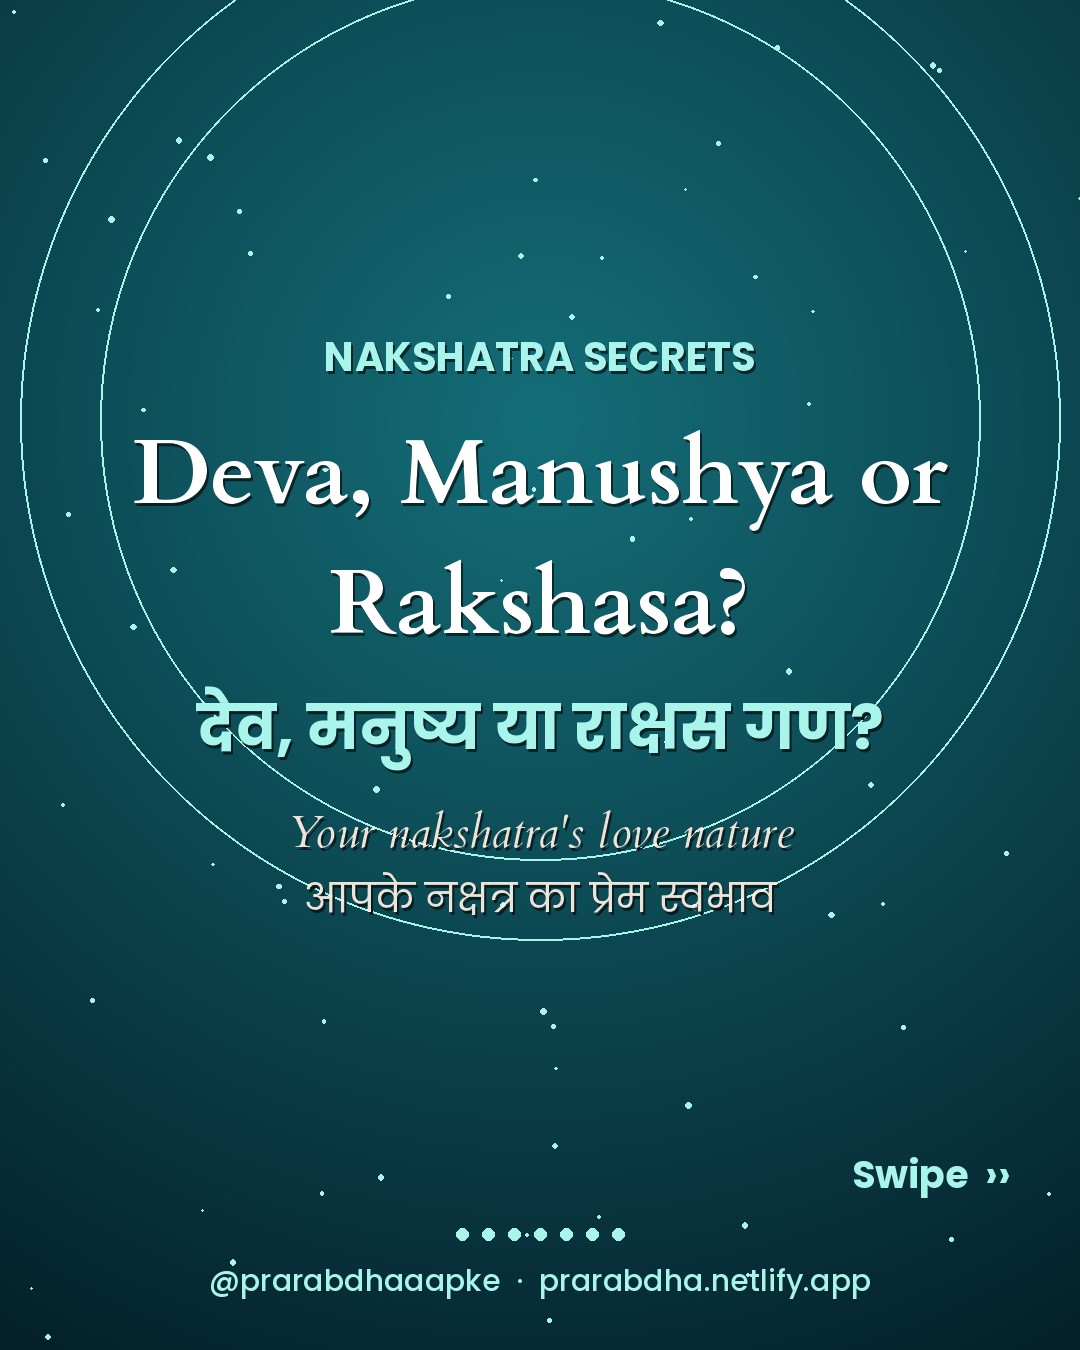 NAKSHATRA SECRETS
Deva, Manushya or
Rakshasa?
देव, मनुष्य या राक्षस गण?
Your nakshatra's love nature
आपके नक्षत्र का प्रेम स्वभाव
Swipe ››
@prarabdhaaapke · prarabdha.netlify.app